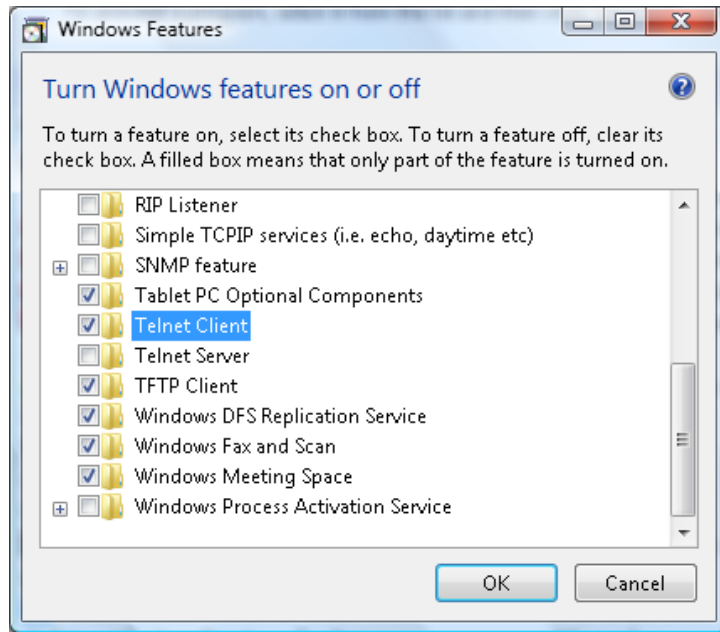 Windows Features
Turn Windows features on or off
To turn a feature on, select its check box. To turn a feature off, clear its
check box. A filled box means that only part of the feature is turned on.
RIP Listener
Simple TCPIP services (i.e. echo, daytime etc)
SNMP feature
Tablet PC Optional Components
Telnet Client
Telnet Server
TFTP Client
Windows DFS Replication Service
Windows Fax and Scan
Windows Meeting Space
Windows Process Activation Service
OK Cancel